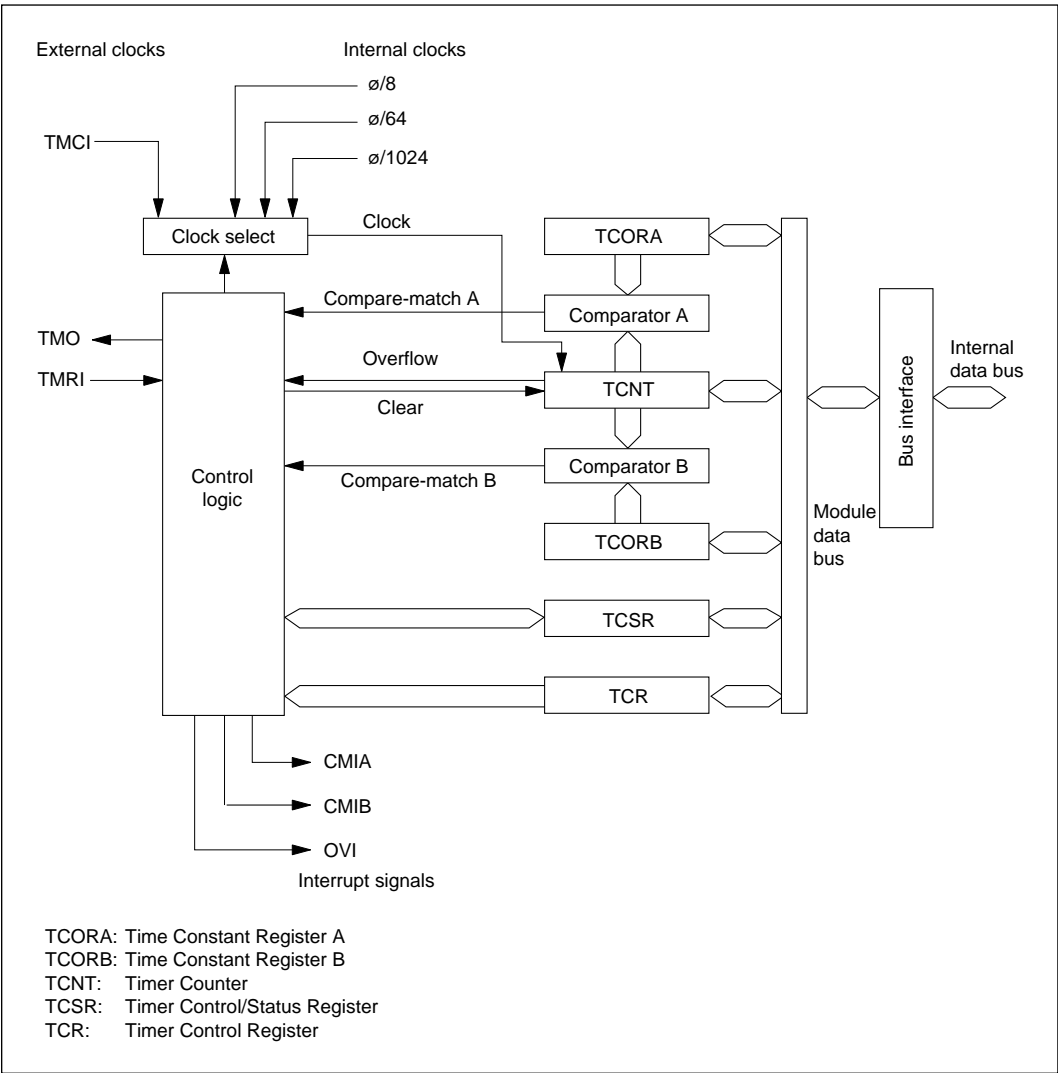 External clocks
Internal clocks
ø/8
ø/64
TMCI
ø/1024
Clock
Clock select
TCORA
Compare-match A
Comparator A
TMO
Overflow
Internal
data bus
TMRI
TCNT
Clear
Bus interface
Comparator B
Control
logic
Compare-match B
Module
data
bus
TCORB
TCSR
TCR
CMIA
CMIB
OVI
Interrupt signals
TCORA: Time Constant Register A
TCORB: Time Constant Register B
TCNT: Timer Counter
TCSR: Timer Control/Status Register
TCR: Timer Control Register